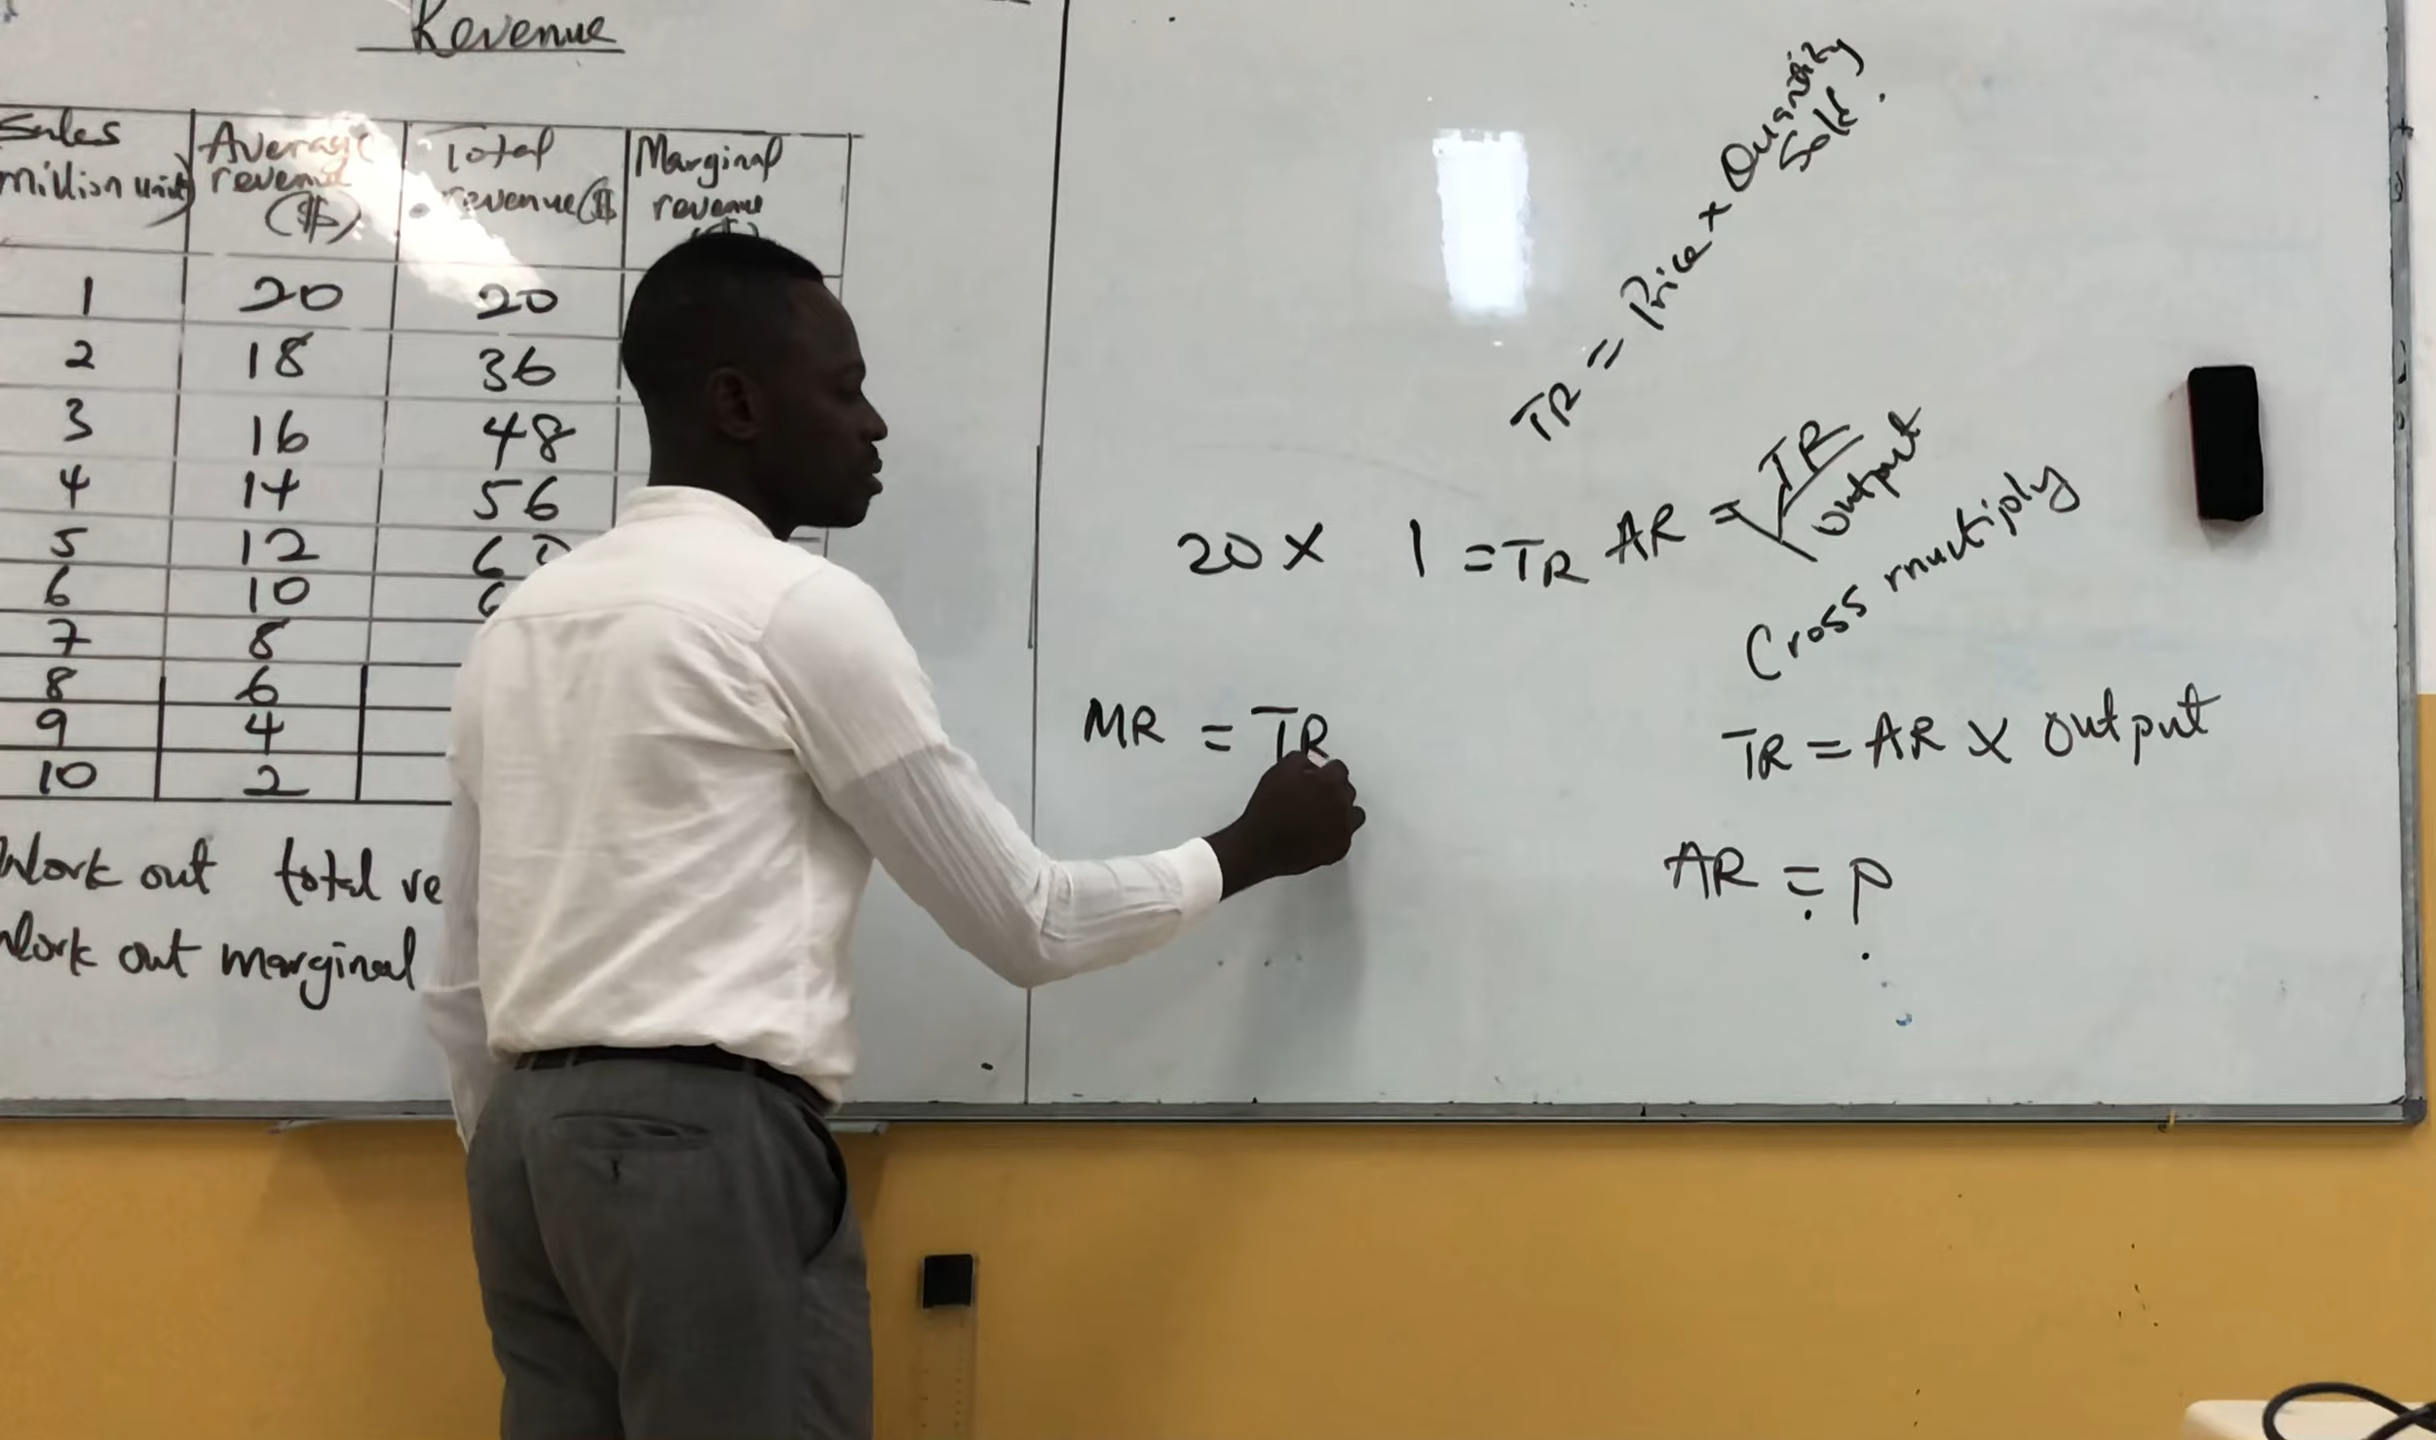 Revenue
Sales Average Total Marginal
million units) revenue revenue($ revenue
($)
1 20 20
2 18 36
3 16 48
4 14 56
5 12 60
6 10 6
7 8
8 6
9 4
10 2
Work out total re
Work out marginal
TR = Price x Quantity
Sold.
20 x 1 = TR AR = TR
output
Cross multiply
TR = AR x output
MR = TR
AR = P